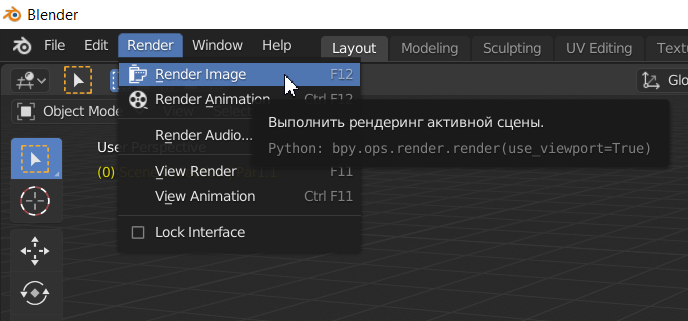 Blender
File Edit Render Window Help Layout Modeling Sculpting UV Editing
Render Image F12
Glo
Render Animation Ctrl F12
Object Mode
Выполнить рендеринг активной сцены.
Render Audio...
User Perspective
Python: bpy.ops.render.render(use_viewport=True)
View Render F11
(0)
View Animation Ctrl F11
Lock Interface